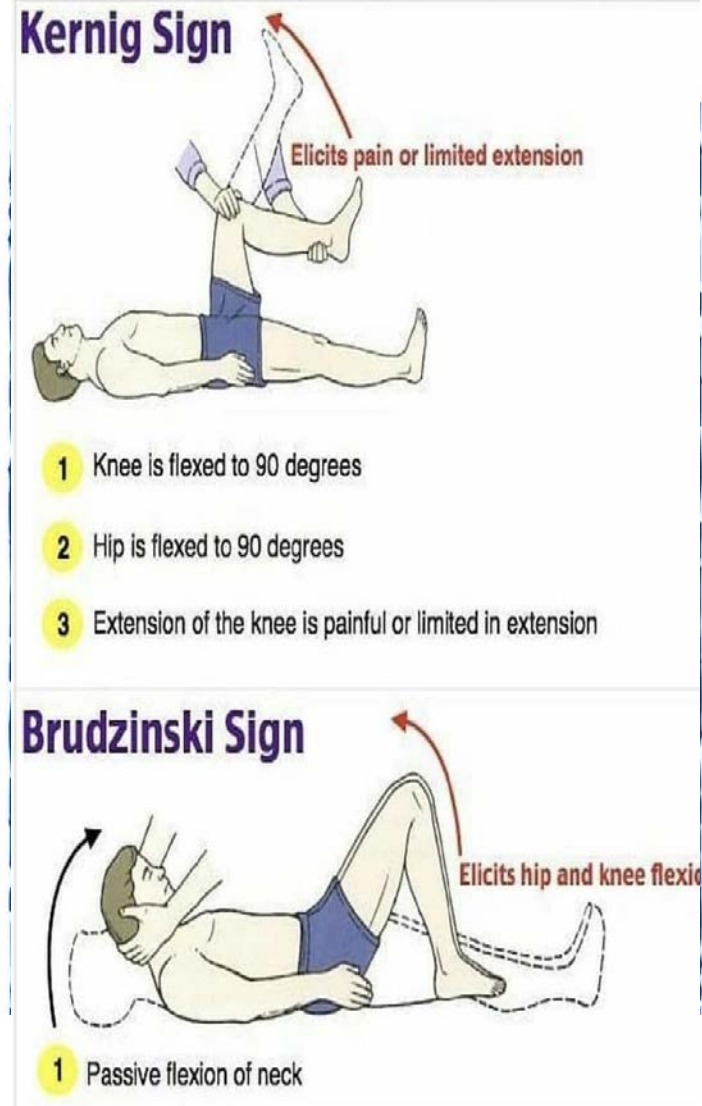 Kernig Sign
Elicits pain or limited extension
1 Knee is flexed to 90 degrees
2 Hip is flexed to 90 degrees
3 Extension of the knee is painful or limited in extension
Brudzinski Sign
Elicits hip and knee flexi
1 Passive flexion of neck